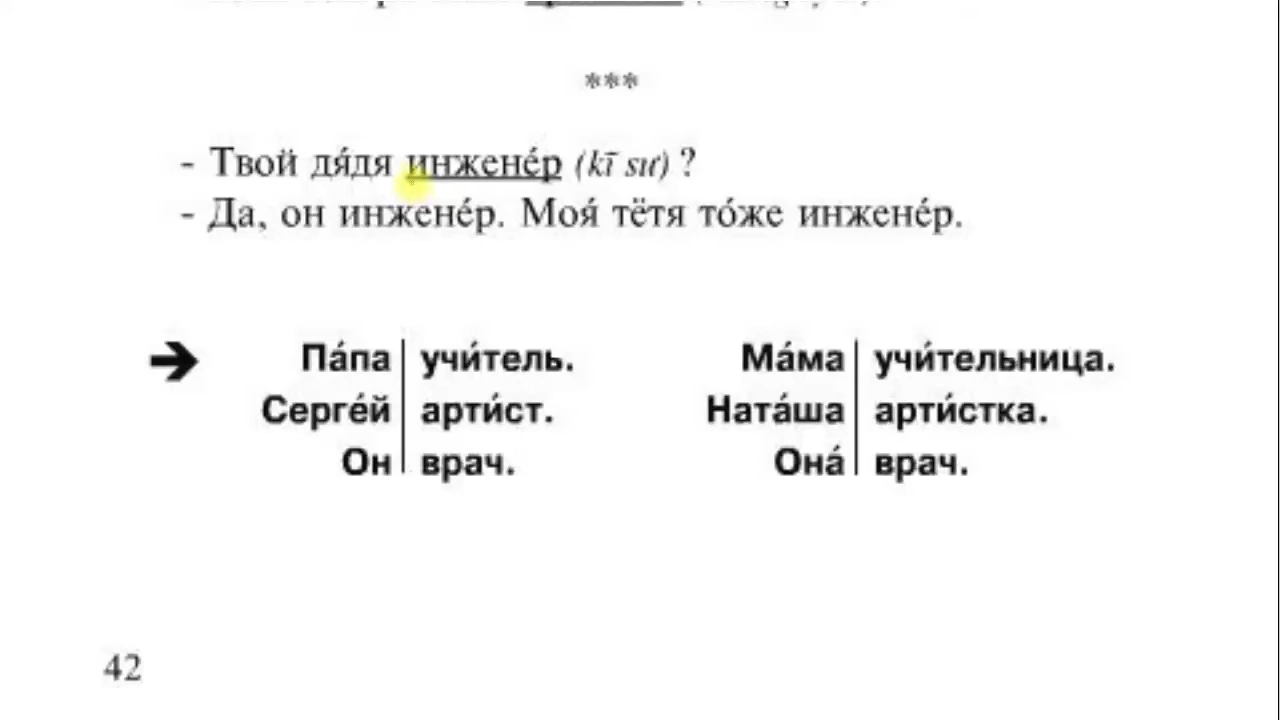 ***
- Твой дя́дя инжене́р (kĩ sư) ?
- Да, он инжене́р. Моя́ тётя то́же инжене́р.
Па́па учи́тель. Ма́ма учи́тельница.
Серге́й арти́ст. Ната́ша арти́стка.
Он врач. Она́ врач.
42